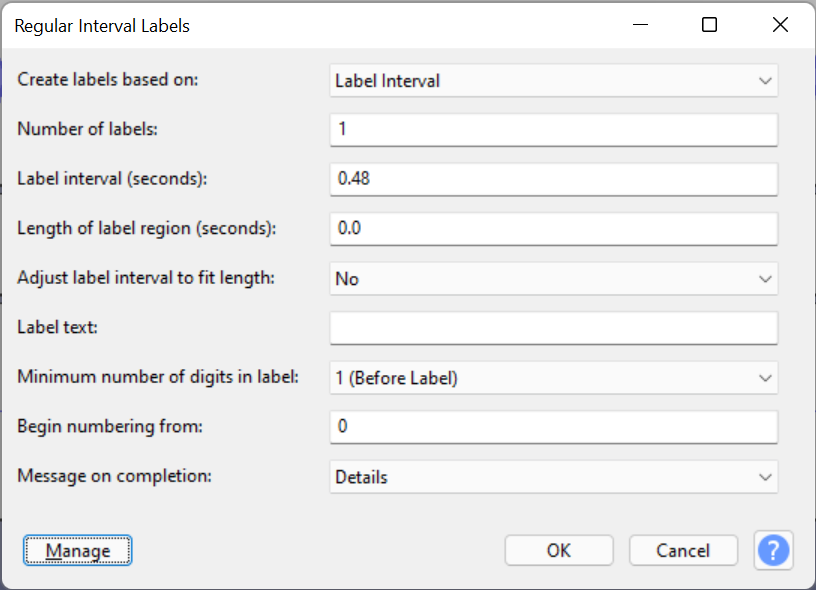 Regular Interval Labels
Create labels based on: Label Interval
Number of labels: 1
Label interval (seconds): 0.48
Length of label region (seconds): 0.0
Adjust label interval to fit length: No
Label text:
Minimum number of digits in label: 1 (Before Label)
Begin numbering from: 0
Message on completion: Details
Manage OK Cancel ?